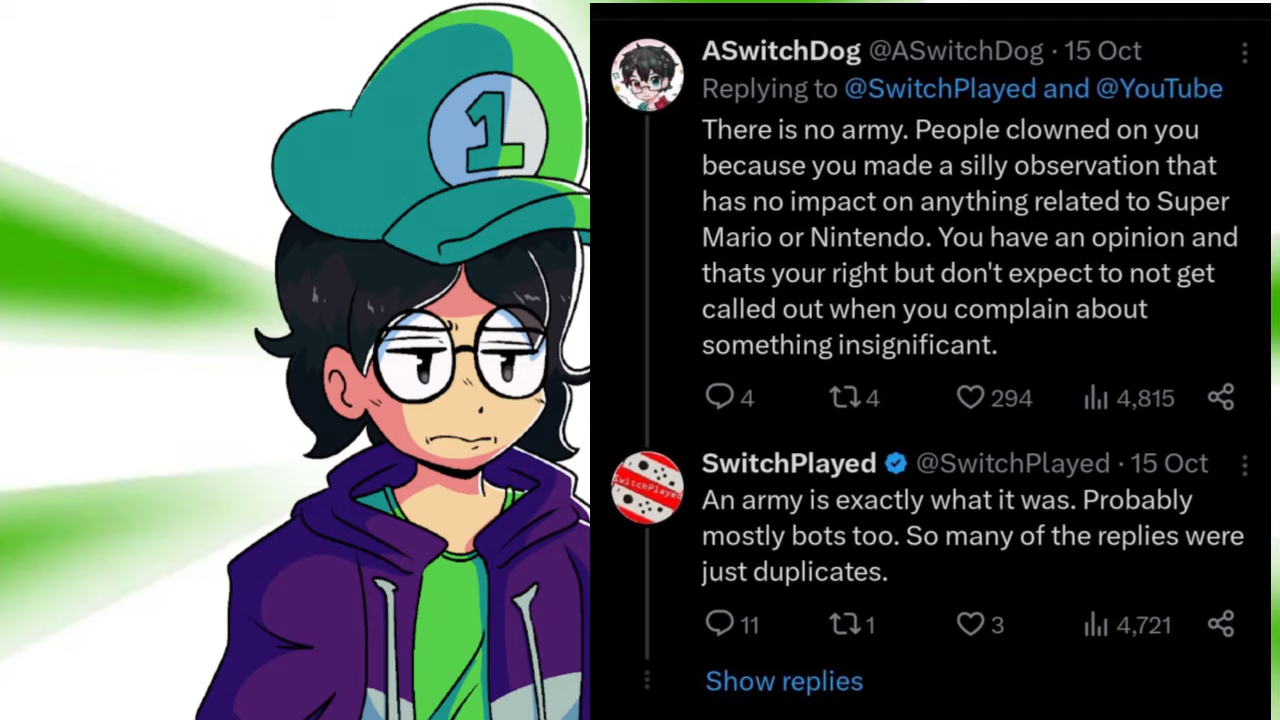 1
ASwitchDog @ASwitchDog · 15 Oct
Replying to @SwitchPlayed and @YouTube
There is no army. People clowned on you
because you made a silly observation that
has no impact on anything related to Super
Mario or Nintendo. You have an opinion and
thats your right but don't expect to not get
called out when you complain about
something insignificant.
4 4 294 4,815
SwitchPlayed @SwitchPlayed · 15 Oct
SwitchPlayed
An army is exactly what it was. Probably
mostly bots too. So many of the replies were
just duplicates.
11 1 3 4,721
Show replies